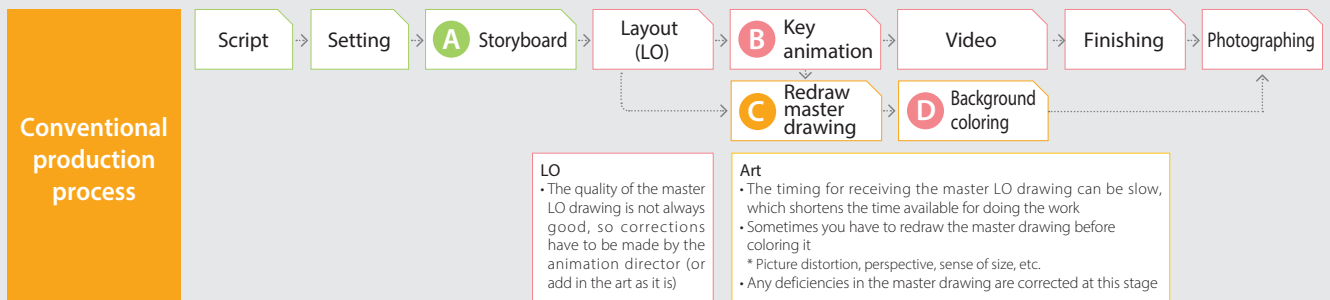 Conventional
production
process
Script
Setting
A Storyboard
Layout
(LO)
B Key
animation
Video
Finishing
Photographing
C Redraw
master
drawing
D Background
coloring
LO
• The quality of the master
LO drawing is not always
good, so corrections
have to be made by the
animation director (or
add in the art as it is)
Art
• The timing for receiving the master LO drawing can be slow,
which shortens the time available for doing the work
• Sometimes you have to redraw the master drawing before
coloring it
* Picture distortion, perspective, sense of size, etc.
• Any deficiencies in the master drawing are corrected at this stage